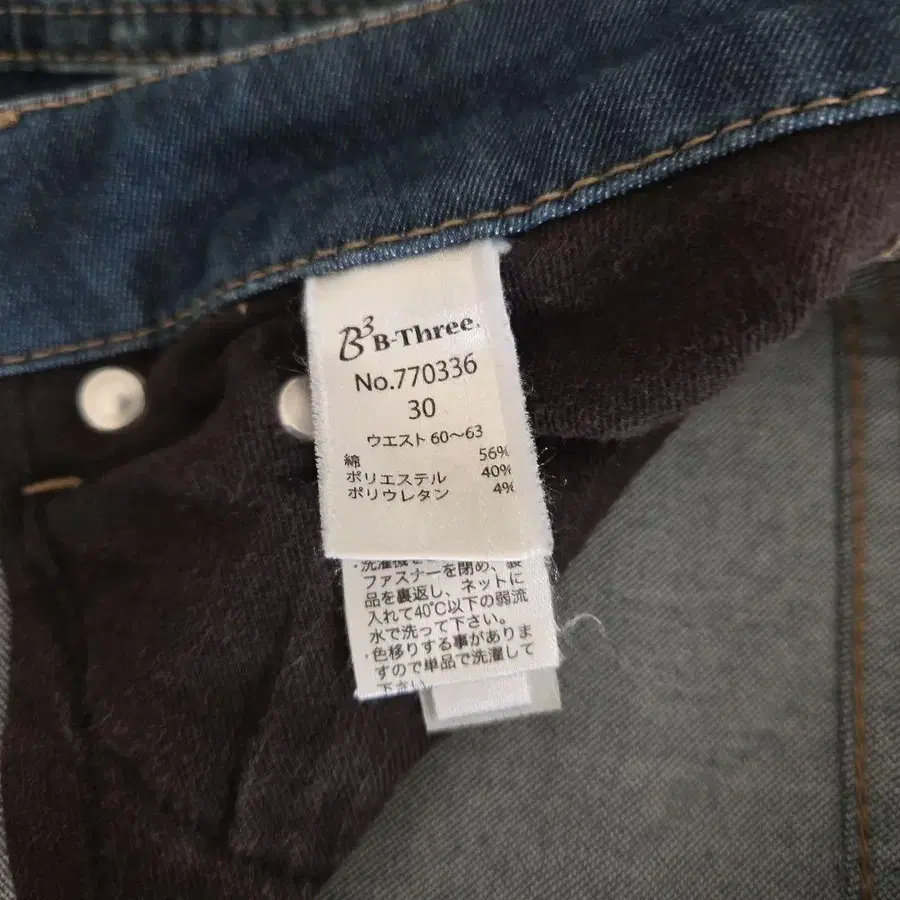 B³ B-Three.
No.770336
30
ウエスト 60〜63
綿 56%
ポリエステル 40%
ポリウレタン 4%
・洗濯機
ファスナーを閉め、製
品を裏返し、ネットに
入れて40℃以下の弱流
水で洗って下さい。
・色移りする事がありま
すので単品で洗濯して
下さい